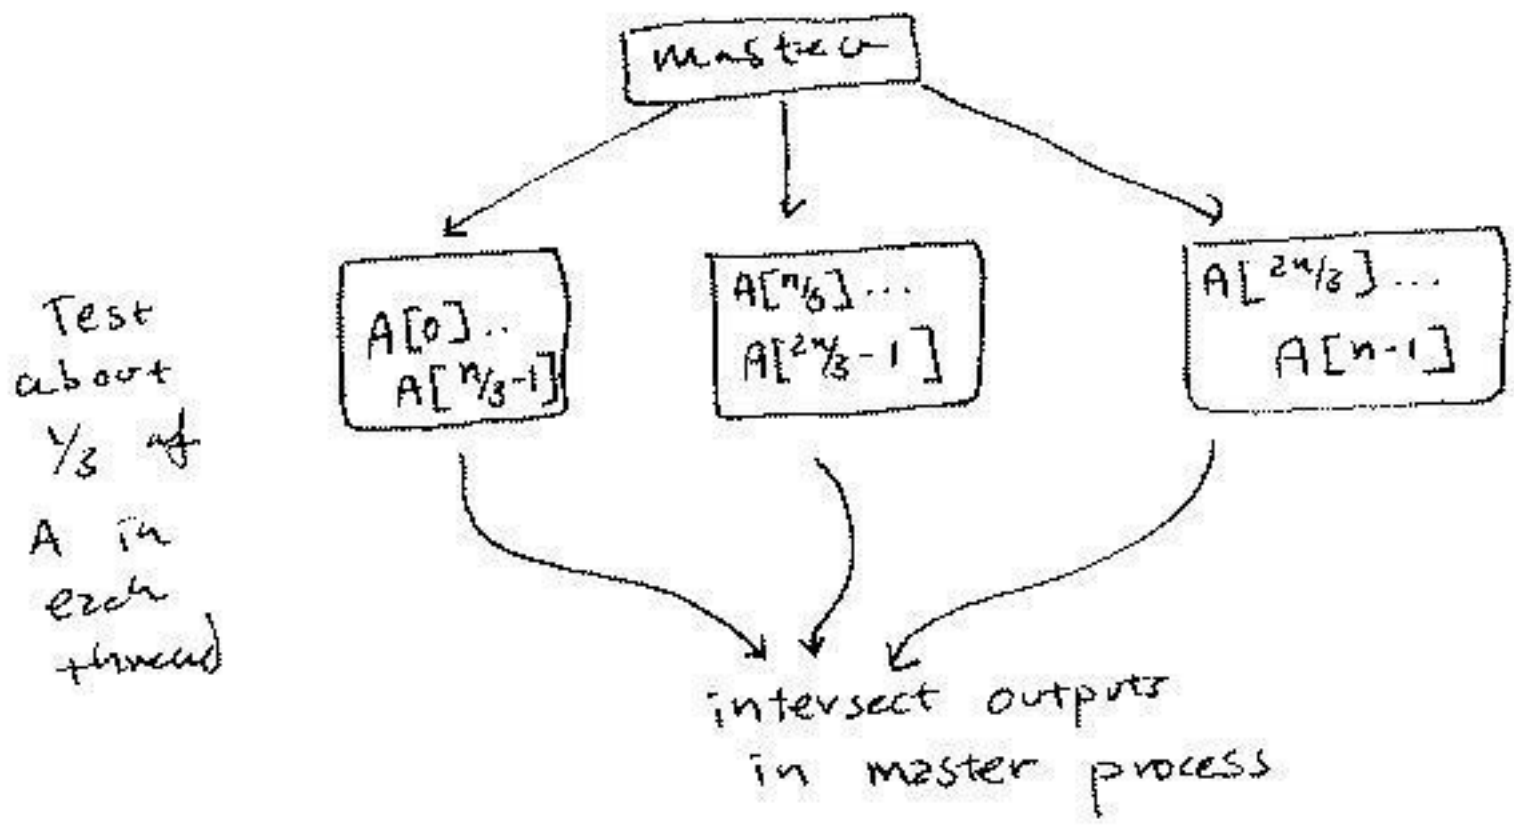 Master
A[0]..
A[n/3-1]
A[n/3]...
A[2n/3-1]
A[2n/3]...
A[n-1]
Test
about
1/3 of
A in
each
thread
intersect outputs
in master process